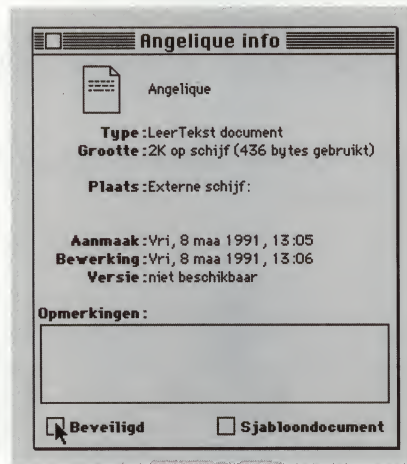 Angelique info
Angelique
Type: LeerTekst document
Grootte: 2K op schijf (436 bytes gebruikt)
Plaats: Externe schijf:
Aanmaak: Vri, 8 maa 1991, 13:05
Bewerking: Vri, 8 maa 1991, 13:06
Versie: niet beschikbaar
Opmerkingen:
Beveiligd Sjabloondocument